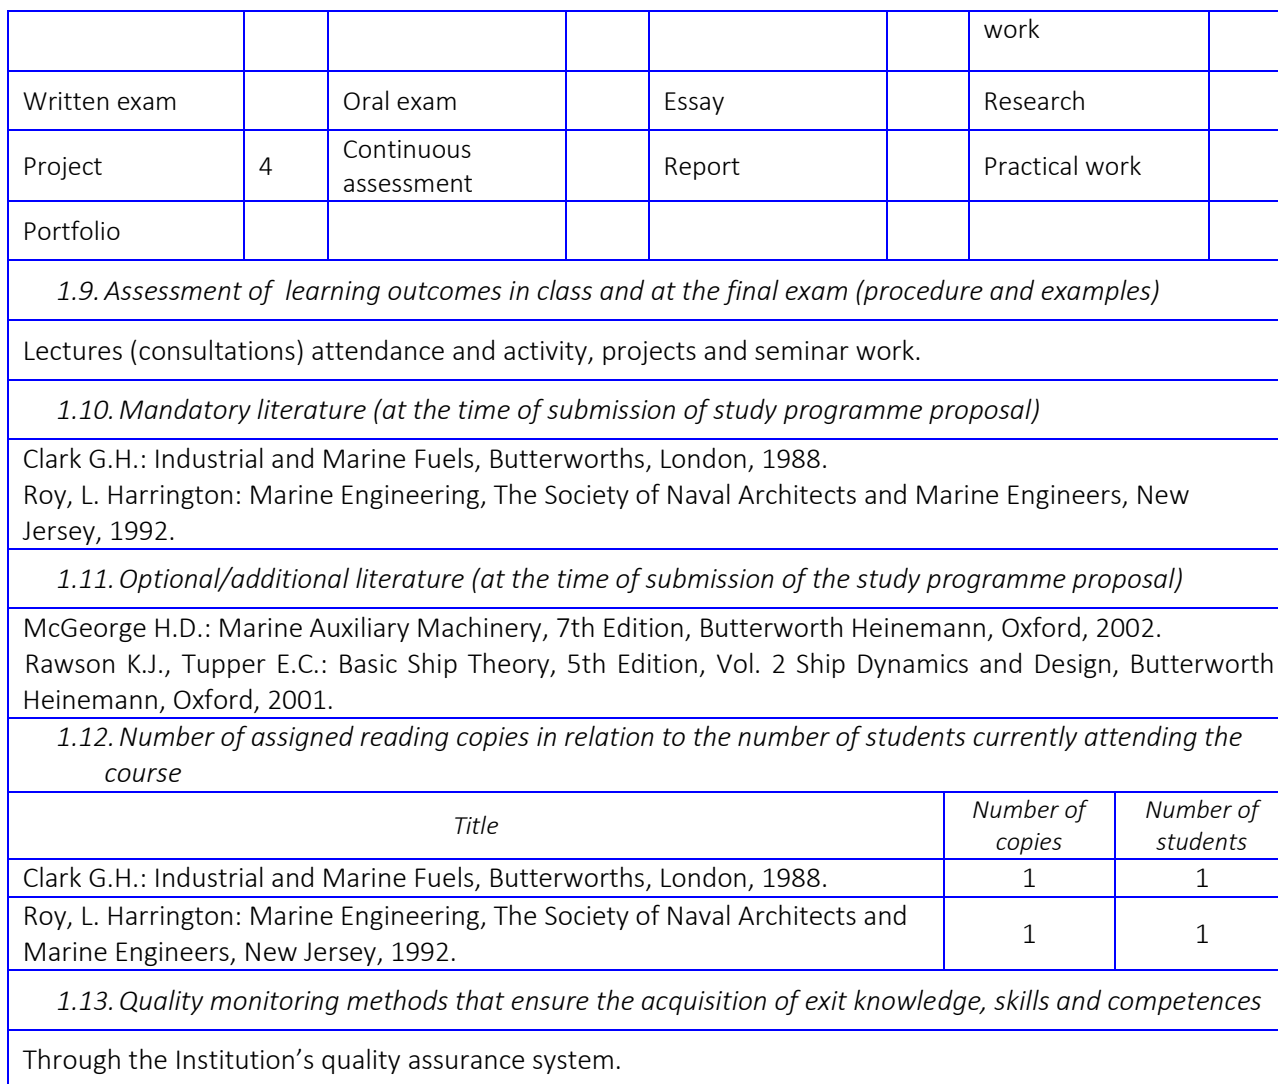 work
Written exam Oral exam Essay Research
Project 4 Continuous assessment Report Practical work
Portfolio
1.9. Assessment of  learning outcomes in class and at the final exam (procedure and examples)
Lectures (consultations) attendance and activity, projects and seminar work.
1.10. Mandatory literature (at the time of submission of study programme proposal)
Clark G.H.: Industrial and Marine Fuels, Butterworths, London, 1988.
Roy, L. Harrington: Marine Engineering, The Society of Naval Architects and Marine Engineers, New
Jersey, 1992.
1.11. Optional/additional literature (at the time of submission of the study programme proposal)
McGeorge H.D.: Marine Auxiliary Machinery, 7th Edition, Butterworth Heinemann, Oxford, 2002.
Rawson K.J., Tupper E.C.: Basic Ship Theory, 5th Edition, Vol. 2 Ship Dynamics and Design, Butterworth
Heinemann, Oxford, 2001.
1.12. Number of assigned reading copies in relation to the number of students currently attending the
course
Title Number of copies Number of students
Clark G.H.: Industrial and Marine Fuels, Butterworths, London, 1988. 1 1
Roy, L. Harrington: Marine Engineering, The Society of Naval Architects and
Marine Engineers, New Jersey, 1992. 1 1
1.13. Quality monitoring methods that ensure the acquisition of exit knowledge, skills and competences
Through the Institution’s quality assurance system.